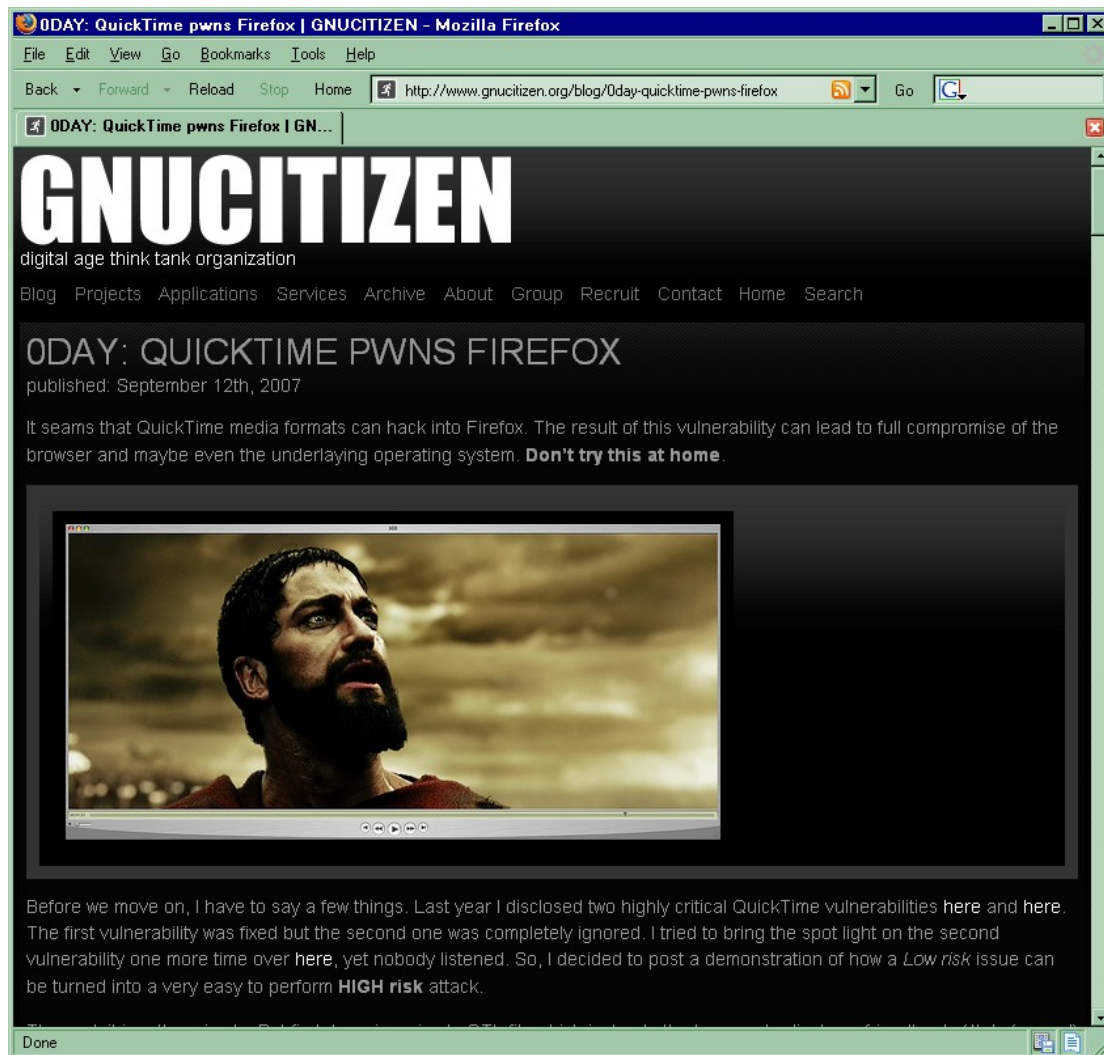 0DAY: QuickTime pwns Firefox | GNUCITIZEN - Mozilla Firefox
File Edit View Go Bookmarks Tools Help
Back Forward Reload Stop Home http://www.gnucitizen.org/blog/0day-quicktime-pwns-firefox Go G
0DAY: QuickTime pwns Firefox | GN...
GNUCITIZEN
digital age think tank organization
Blog Projects Applications Services Archive About Group Recruit Contact Home Search
0DAY: QUICKTIME PWNS FIREFOX
published: September 12th, 2007
It seams that QuickTime media formats can hack into Firefox. The result of this vulnerability can lead to full compromise of the
browser and maybe even the underlaying operating system. Don't try this at home.
300
Before we move on, I have to say a few things. Last year I disclosed two highly critical QuickTime vulnerabilities here and here.
The first vulnerability was fixed but the second one was completely ignored. I tried to bring the spot light on the second
vulnerability one more time over here, yet nobody listened. So, I decided to post a demonstration of how a Low risk issue can
be turned into a very easy to perform HIGH risk attack.
Done